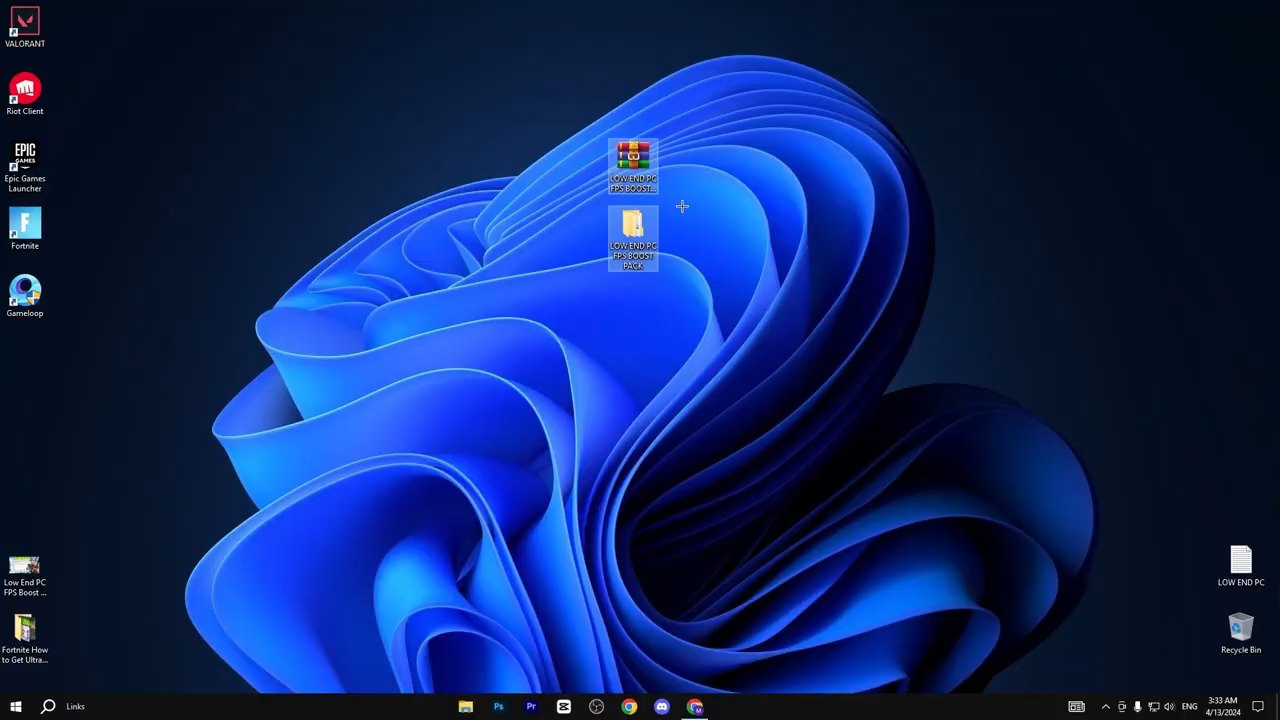 VALORANT
Riot Client
EPIC
GAMES
Epic Games
Launcher
F
Fortnite
Gameloop
LOW END PC
FPS BOOST...
LOW END PC
FPS BOOST
PACK
Low End PC
FPS Boost ...
Fortnite How
to Get Ultra...
LOW END PC
Recycle Bin
Links
Ps
Pr
M
ENG
3:33 AM
4/13/2024